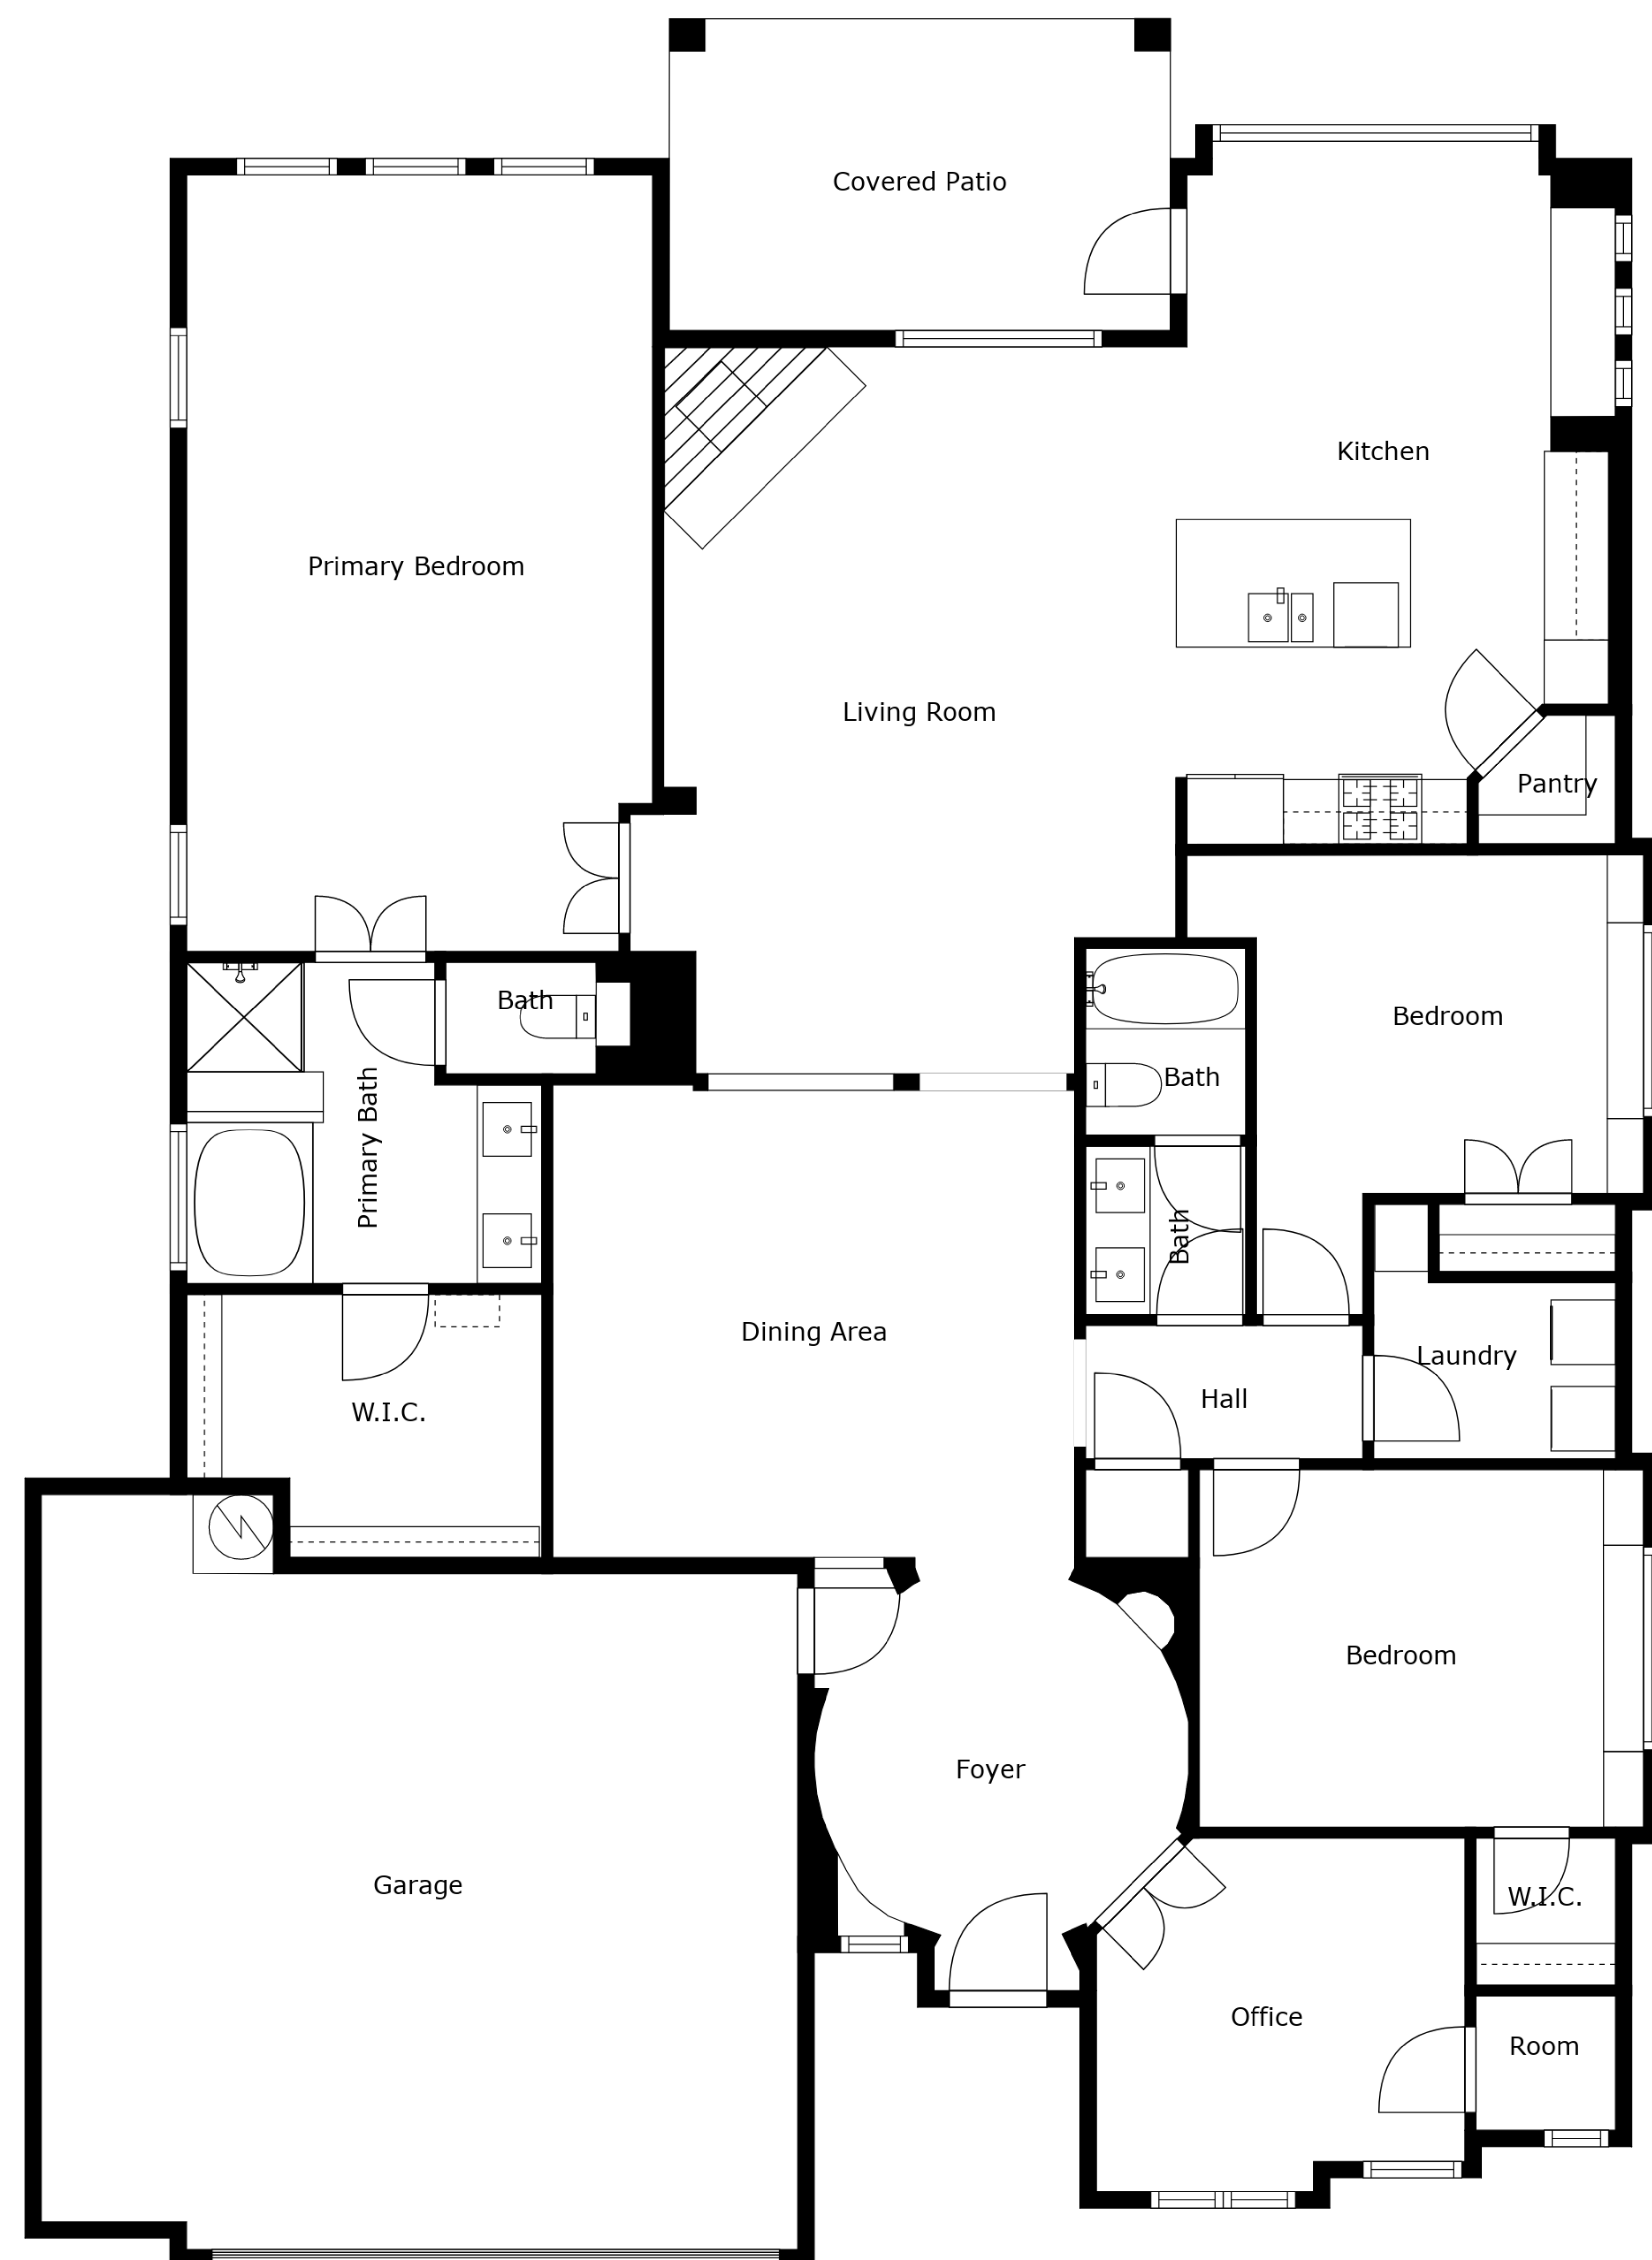 Covered Patio
Kitchen
Primary Bedroom
Living Room
Pantry
Bath
Bedroom
Bath
Primary Bath
Bath
Dining Area
Laundry
Hall
W.I.C.
Bedroom
Foyer
Garage
W.I.C.
Office
Room